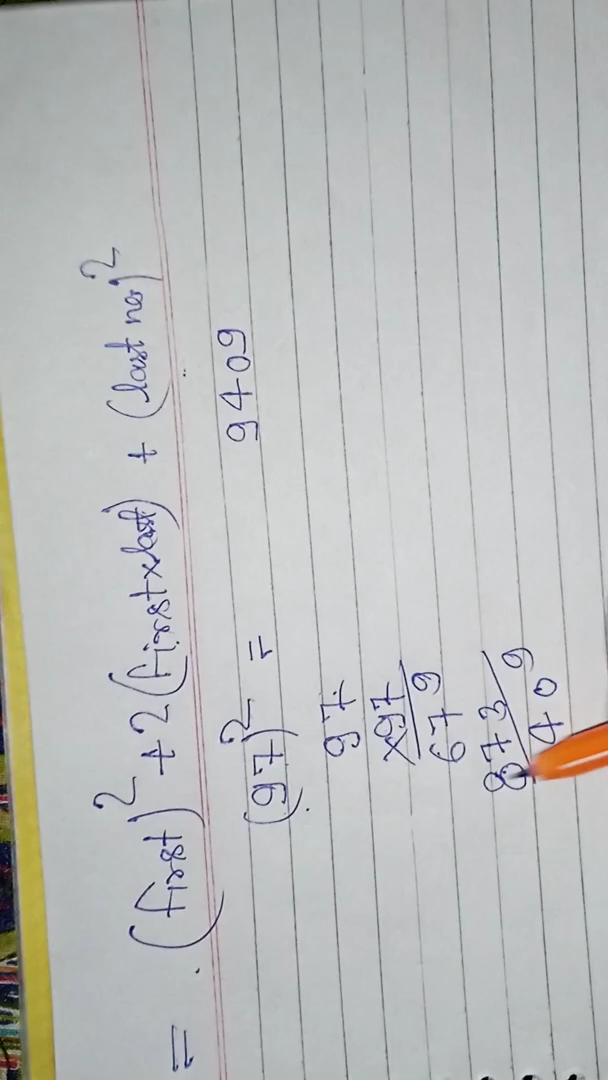 = (first)² + 2(first×last) + (last no)²
(97)² = 9409
97
×97
679
873
409